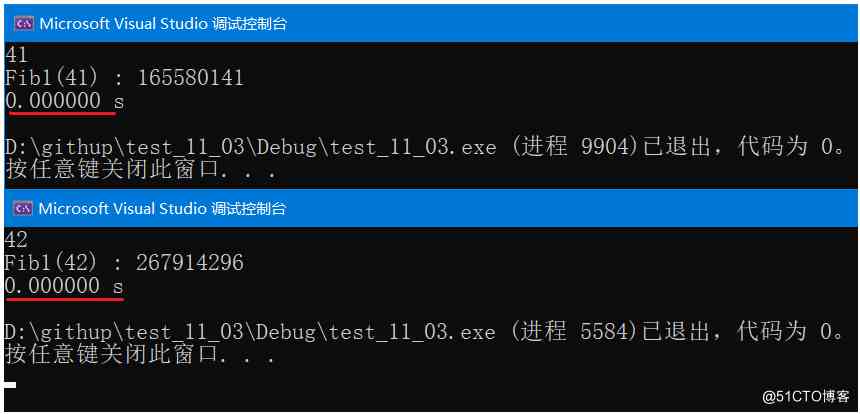 Microsoft Visual Studio 调试控制台
41
Fib1(41) : 165580141
0.000000 s
D:\githup\test_11_03\Debug\test_11_03.exe (进程 9904)已退出，代码为 0。
按任意键关闭此窗口. . .
Microsoft Visual Studio 调试控制台
42
Fib1(42) : 267914296
0.000000 s
D:\githup\test_11_03\Debug\test_11_03.exe (进程 5584)已退出，代码为 0。
按任意键关闭此窗口. . .
@51CTO博客